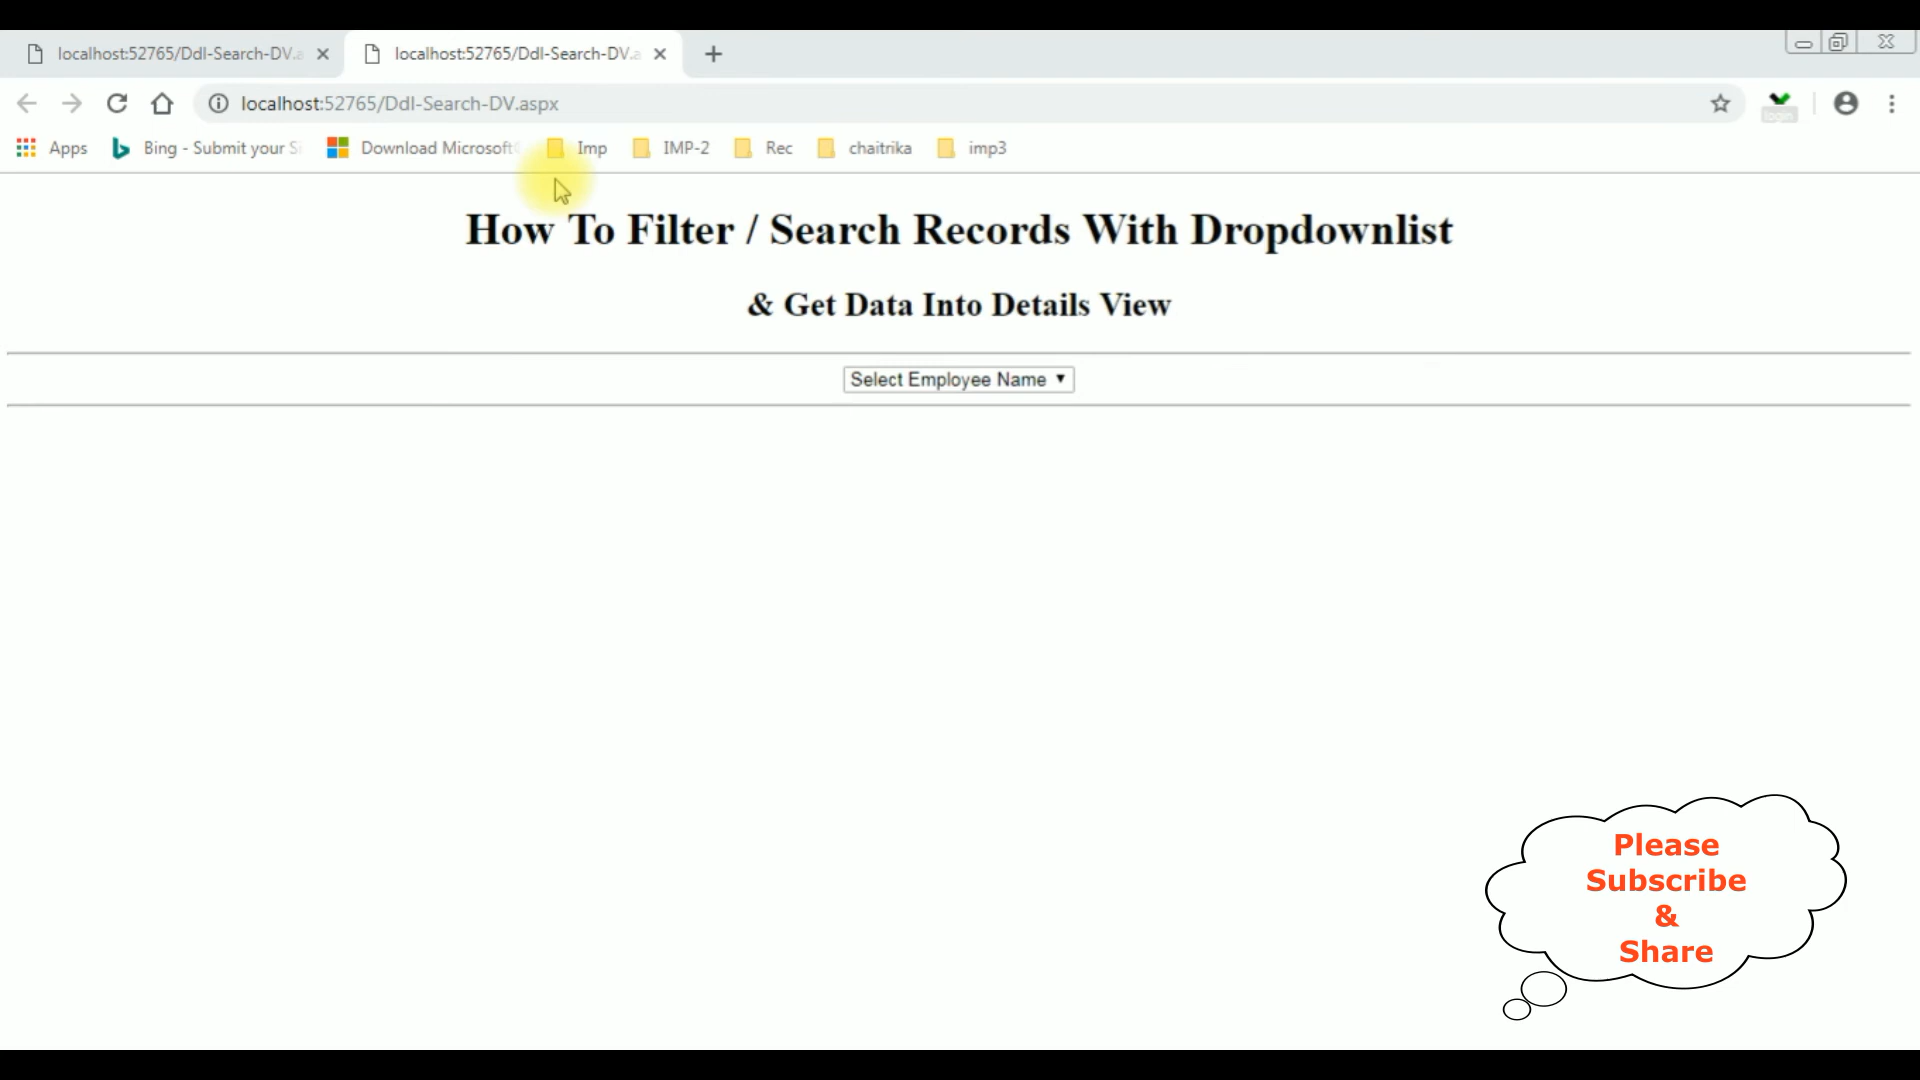 localhost:52765/Ddl-Search-DV.a
localhost:52765/Ddl-Search-DV.a
localhost:52765/Ddl-Search-DV.aspx
login
Apps
Bing - Submit your Si
Download Microsoft
Imp
IMP-2
Rec
chaitrika
imp3
How To Filter / Search Records With Dropdownlist
& Get Data Into Details View
Select Employee Name
Please
Subscribe
&
Share